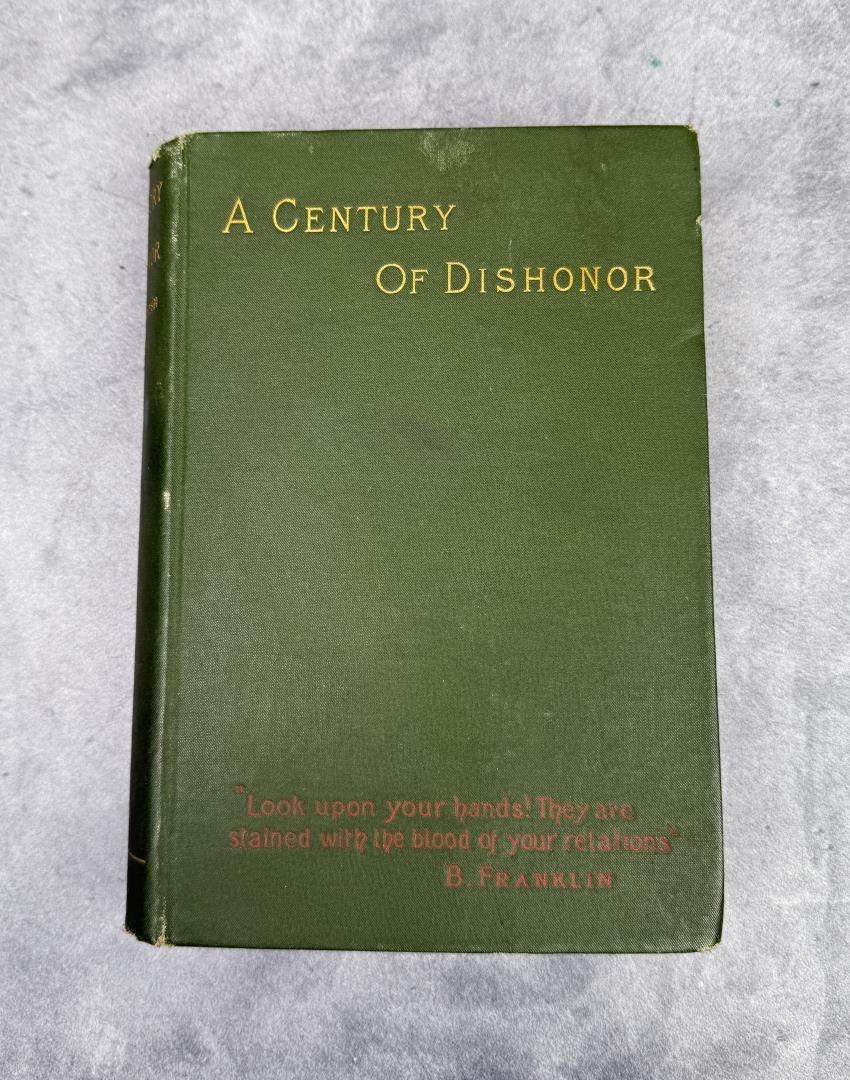 A CENTURY
OF DISHONOR
"Look upon your hands! They are
stained with the blood of your relations"
B. FRANKLIN